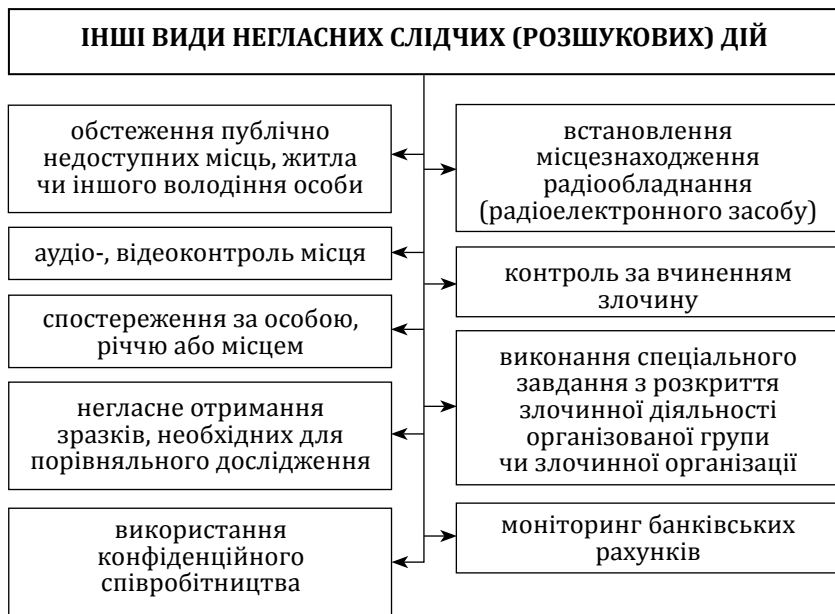 ІНШІ ВИДИ НЕГЛАСНИХ СЛІДЧИХ (РОЗШУКОВИХ) ДІЙ
обстеження публічно
недоступних місць, житла
чи іншого володіння особи
аудіо-, відеоконтроль місця
спостереження за особою,
річчю або місцем
негласне отримання
зразків, необхідних для
порівняльного дослідження
використання
конфіденційного
співробітництва
встановлення
місцезнаходження
радіообладнання
(радіоелектронного засобу)
контроль за вчиненням
злочину
виконання спеціального
завдання з розкриття
злочинної діяльності
організованої групи
чи злочинної організації
моніторинг банківських
рахунків